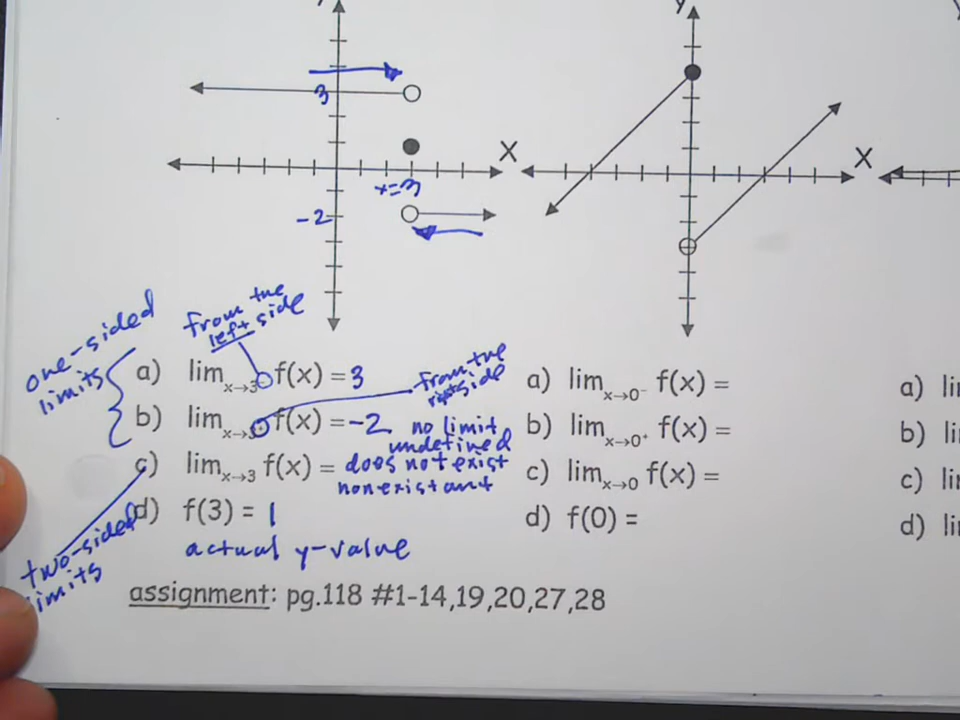 y
3
X
x=3
-2
y
X
one-sided
limits
from the
left side
from the
right side
a) lim x→3⁻ f(x) = 3
b) lim x→3⁺ f(x) = -2
no limit
undefined
c) lim x→3 f(x) = does not exist
nonexistant
d) f(3) = 1
actual y-value
two-sided
limits
a) lim x→0⁻ f(x) =
b) lim x→0⁺ f(x) =
c) lim x→0 f(x) =
d) f(0) =
a) li
b) li
c) li
d) li
assignment: pg.118 #1-14,19,20,27,28